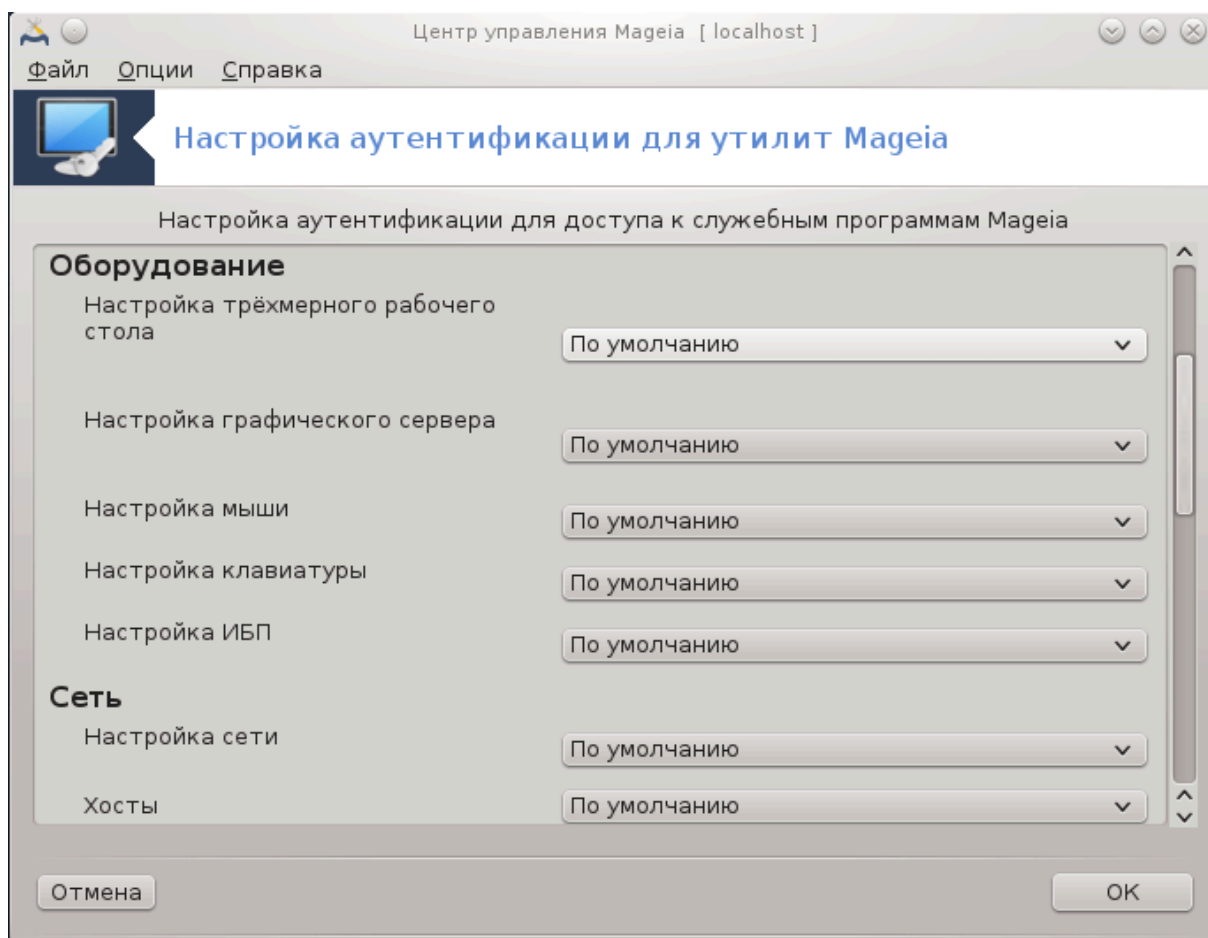 Центр управления Mageia [ localhost ]
Файл Опции Справка
Настройка аутентификации для утилит Mageia
Настройка аутентификации для доступа к служебным программам Mageia
Оборудование
Настройка трёхмерного рабочего
стола
По умолчанию
Настройка графического сервера
По умолчанию
Настройка мыши
По умолчанию
Настройка клавиатуры
По умолчанию
Настройка ИБП
По умолчанию
Сеть
Настройка сети
По умолчанию
Хосты
По умолчанию
Отмена
ОК